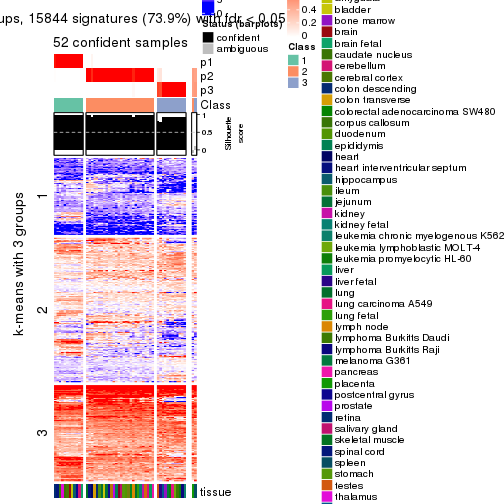 ups, 15844 signatures (73.9%) with fdr < 0.05
52 confident samples
p1
p2
p3
Class
1
0.5
0
Silhouette
score
k-means with 3 groups
1
2
3
tissue
0
Status (barplots)
confident
ambiguous
0.4
0.2
0
Class
1
2
3
bladder
bone marrow
brain
brain fetal
caudate nucleus
cerebellum
cerebral cortex
colon descending
colon transverse
colorectal adenocarcinoma SW480
corpus callosum
duodenum
epididymis
heart
heart interventricular septum
hippocampus
ileum
jejunum
kidney
kidney fetal
leukemia chronic myelogenous K562
leukemia lymphoblastic MOLT-4
leukemia promyelocytic HL-60
liver
liver fetal
lung
lung carcinoma A549
lung fetal
lymph node
lymphoma Burkitts Daudi
lymphoma Burkitts Raji
melanoma G361
pancreas
placenta
postcentral gyrus
prostate
retina
salivary gland
skeletal muscle
spinal cord
spleen
stomach
testes
thalamus